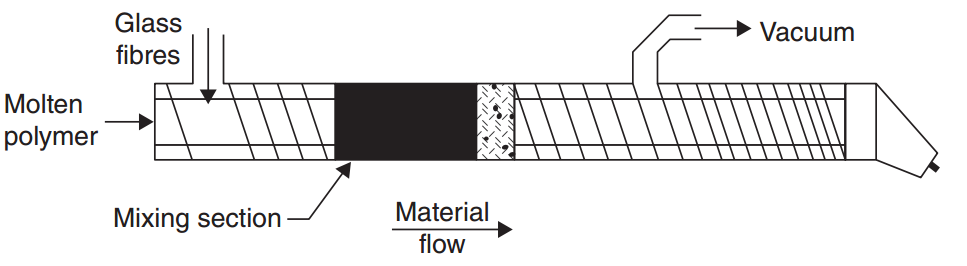 Glass
fibres
Vacuum
Molten
polymer
Mixing section
Material
flow